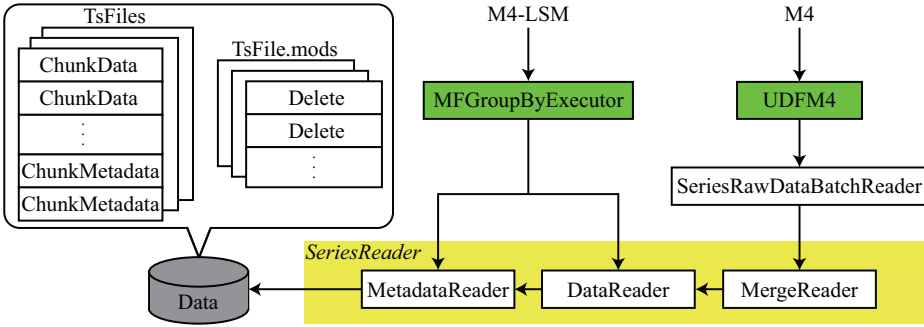 TsFiles
ChunkData
ChunkData
⋮
ChunkMetadata
ChunkMetadata
TsFile.mods
Delete
Delete
⋮
M4-LSM
M4
MFGroupByExecutor
UDFM4
SeriesRawDataBatchReader
SeriesReader
Data
MetadataReader
DataReader
MergeReader